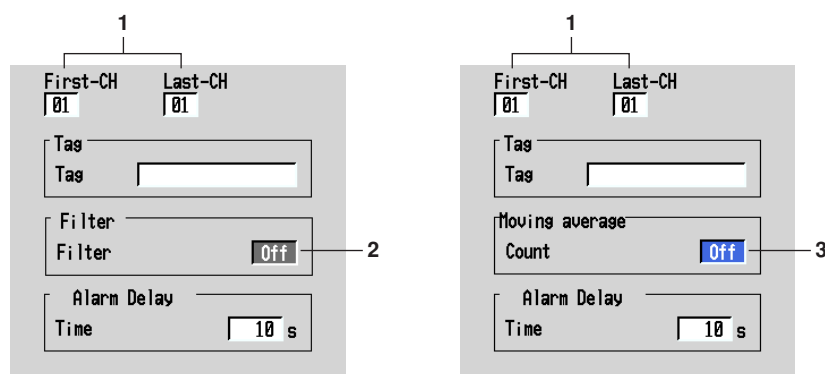 1
First-CH Last-CH
01 01
Tag
Tag
Filter
Filter Off
2
Alarm Delay
Time 10 s
1
First-CH Last-CH
01 01
Tag
Tag
Moving average
Count Off
3
Alarm Delay
Time 10 s